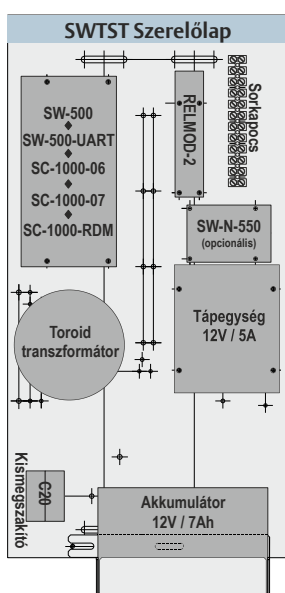 SWTST Szerelőlap
SW-500
SW-500-UART
SC-1000-06
SC-1000-07
SC-1000-RDM
RELMOD-2
Sorkapocs
SW-N-550
(opcionális)
Tápegység
12V / 5A
Toroid
transzformátor
Kismegszakító
C20
Akkumulátor
12V / 7Ah